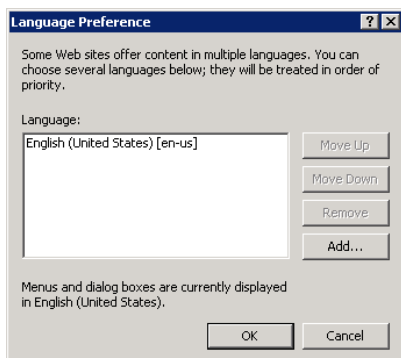 Language Preference
Some Web sites offer content in multiple languages. You can
choose several languages below; they will be treated in order of
priority.
Language:
English (United States) [en-us]
Move Up
Move Down
Remove
Add...
Menus and dialog boxes are currently displayed
in English (United States).
OK
Cancel